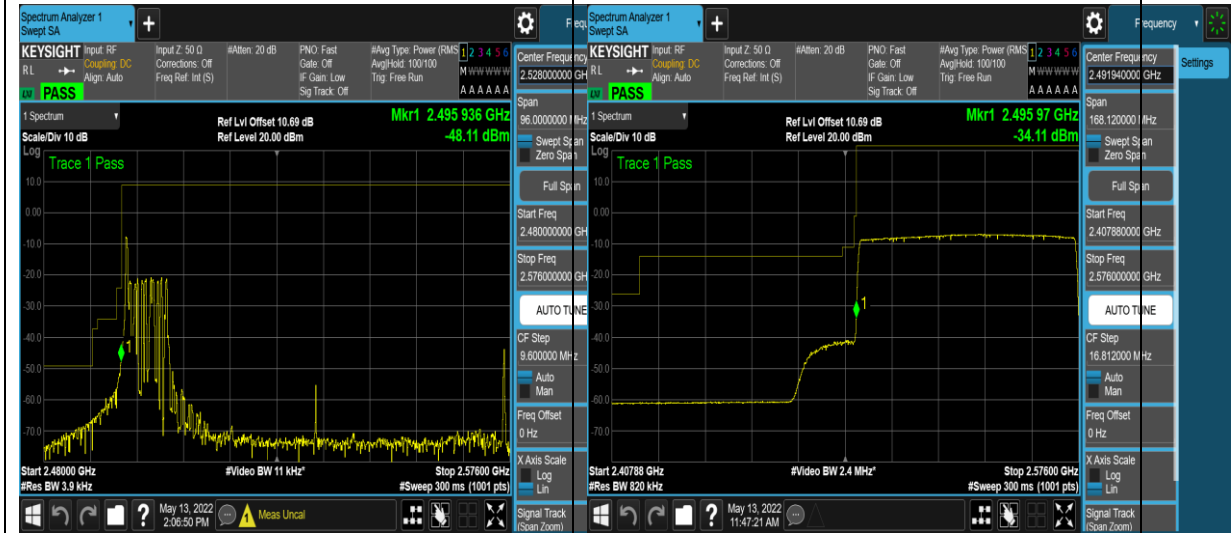 Spectrum Analyzer 1
Swept SA
+
Frequ
KEYSIGHT
RL
Input: RF
Coupling: DC
Align: Auto
Input Z: 50 Ω
Corrections: Off
Freq Ref: Int (S)
#Atten: 20 dB
PNO: Fast
Gate: Off
IF Gain: Low
Sig Track: Off
#Avg Type: Power (RMS
Avg|Hold: 100/100
Trig: Free Run
1 2 3 4 5 6
M W W W W W
A A A A A A
PASS
1 Spectrum
Scale/Div 10 dB
Log
Ref Lvl Offset 10.69 dB
Ref Level 20.00 dBm
Mkr1 2.495 936 GHz
-48.11 dBm
Trace 1 Pass
10.0
0.00
-10.0
-20.0
-30.0
-40.0
-50.0
-60.0
-70.0
1
Start 2.48000 GHz
#Res BW 3.9 kHz
#Video BW 11 kHz*
Stop 2.57600 GHz
#Sweep 300 ms (1001 pts)
May 13, 2022
2:06:50 PM
Meas Uncal
Center Frequency
2.528000000 GHz
Span
96.0000000 MHz
Swept Span
Zero Span
Full Span
Start Freq
2.480000000 GH
Stop Freq
2.576000000 GH
AUTO TUNE
CF Step
9.600000 MHz
Auto
Man
Freq Offset
0 Hz
X Axis Scale
Log
Lin
Signal Track
(Span Zoom)
Spectrum Analyzer 1
Swept SA
+
Frequency
KEYSIGHT
RL
Input: RF
Coupling: DC
Align: Auto
Input Z: 50 Ω
Corrections: Off
Freq Ref: Int (S)
#Atten: 20 dB
PNO: Fast
Gate: Off
IF Gain: Low
Sig Track: Off
#Avg Type: Power (RMS
Avg|Hold: 100/100
Trig: Free Run
1 2 3 4 5 6
M W W W W W
A A A A A A
PASS
1 Spectrum
Scale/Div 10 dB
Log
Ref Lvl Offset 10.69 dB
Ref Level 20.00 dBm
Mkr1 2.495 97 GHz
-34.11 dBm
Trace 1 Pass
10.0
0.00
-10.0
-20.0
-30.0
-40.0
-50.0
-60.0
-70.0
1
Start 2.40788 GHz
#Res BW 820 kHz
#Video BW 2.4 MHz*
Stop 2.57600 GHz
#Sweep 300 ms (1001 pts)
May 13, 2022
11:47:21 AM
Center Frequency
2.491940000 GHz
Settings
Span
168.120000 MHz
Swept Span
Zero Span
Full Span
Start Freq
2.407880000 GHz
Stop Freq
2.576000000 GHz
AUTO TUNE
CF Step
16.812000 MHz
Auto
Man
Freq Offset
0 Hz
X Axis Scale
Log
Lin
Signal Track
(Span Zoom)